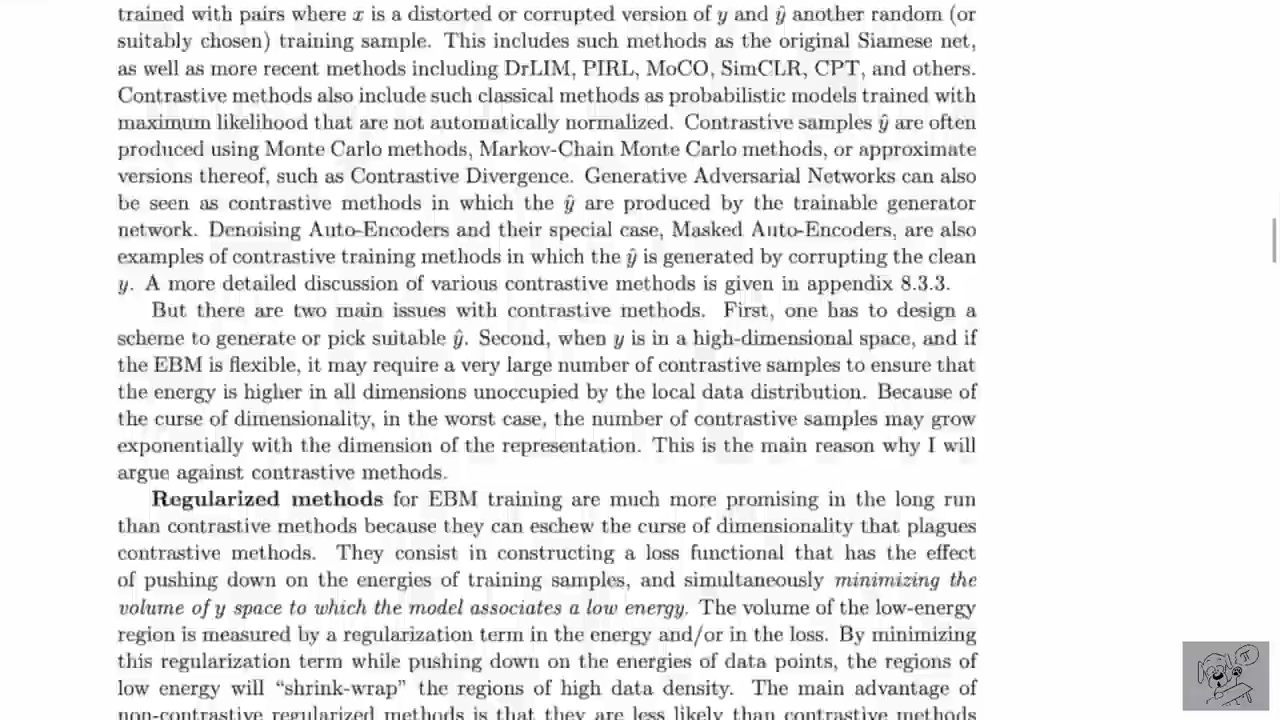 trained with pairs where x is a distorted or corrupted version of y and ŷ another random (or
suitably chosen) training sample. This includes such methods as the original Siamese net,
as well as more recent methods including DrLIM, PIRL, MoCO, SimCLR, CPT, and others.
Contrastive methods also include such classical methods as probabilistic models trained with
maximum likelihood that are not automatically normalized. Contrastive samples ŷ are often
produced using Monte Carlo methods, Markov-Chain Monte Carlo methods, or approximate
versions thereof, such as Contrastive Divergence. Generative Adversarial Networks can also
be seen as contrastive methods in which the ŷ are produced by the trainable generator
network. Denoising Auto-Encoders and their special case, Masked Auto-Encoders, are also
examples of contrastive training methods in which the ŷ is generated by corrupting the clean
y. A more detailed discussion of various contrastive methods is given in appendix 8.3.3.
But there are two main issues with contrastive methods. First, one has to design a
scheme to generate or pick suitable ŷ. Second, when y is in a high-dimensional space, and if
the EBM is flexible, it may require a very large number of contrastive samples to ensure that
the energy is higher in all dimensions unoccupied by the local data distribution. Because of
the curse of dimensionality, in the worst case, the number of contrastive samples may grow
exponentially with the dimension of the representation. This is the main reason why I will
argue against contrastive methods.
Regularized methods for EBM training are much more promising in the long run
than contrastive methods because they can eschew the curse of dimensionality that plagues
contrastive methods. They consist in constructing a loss functional that has the effect
of pushing down on the energies of training samples, and simultaneously minimizing the
volume of y space to which the model associates a low energy. The volume of the low-energy
region is measured by a regularization term in the energy and/or in the loss. By minimizing
this regularization term while pushing down on the energies of data points, the regions of
low energy will “shrink-wrap” the regions of high data density. The main advantage of
non-contrastive regularized methods is that they are less likely than contrastive methods
π